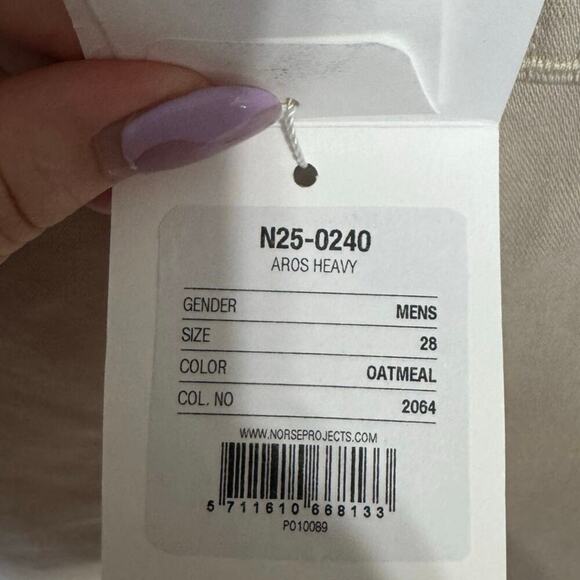 N25-0240
AROS HEAVY
GENDER MENS
SIZE 28
COLOR OATMEAL
COL. NO 2064
WWW.NORSEPROJECTS.COM
5 711610 668133
PO10089